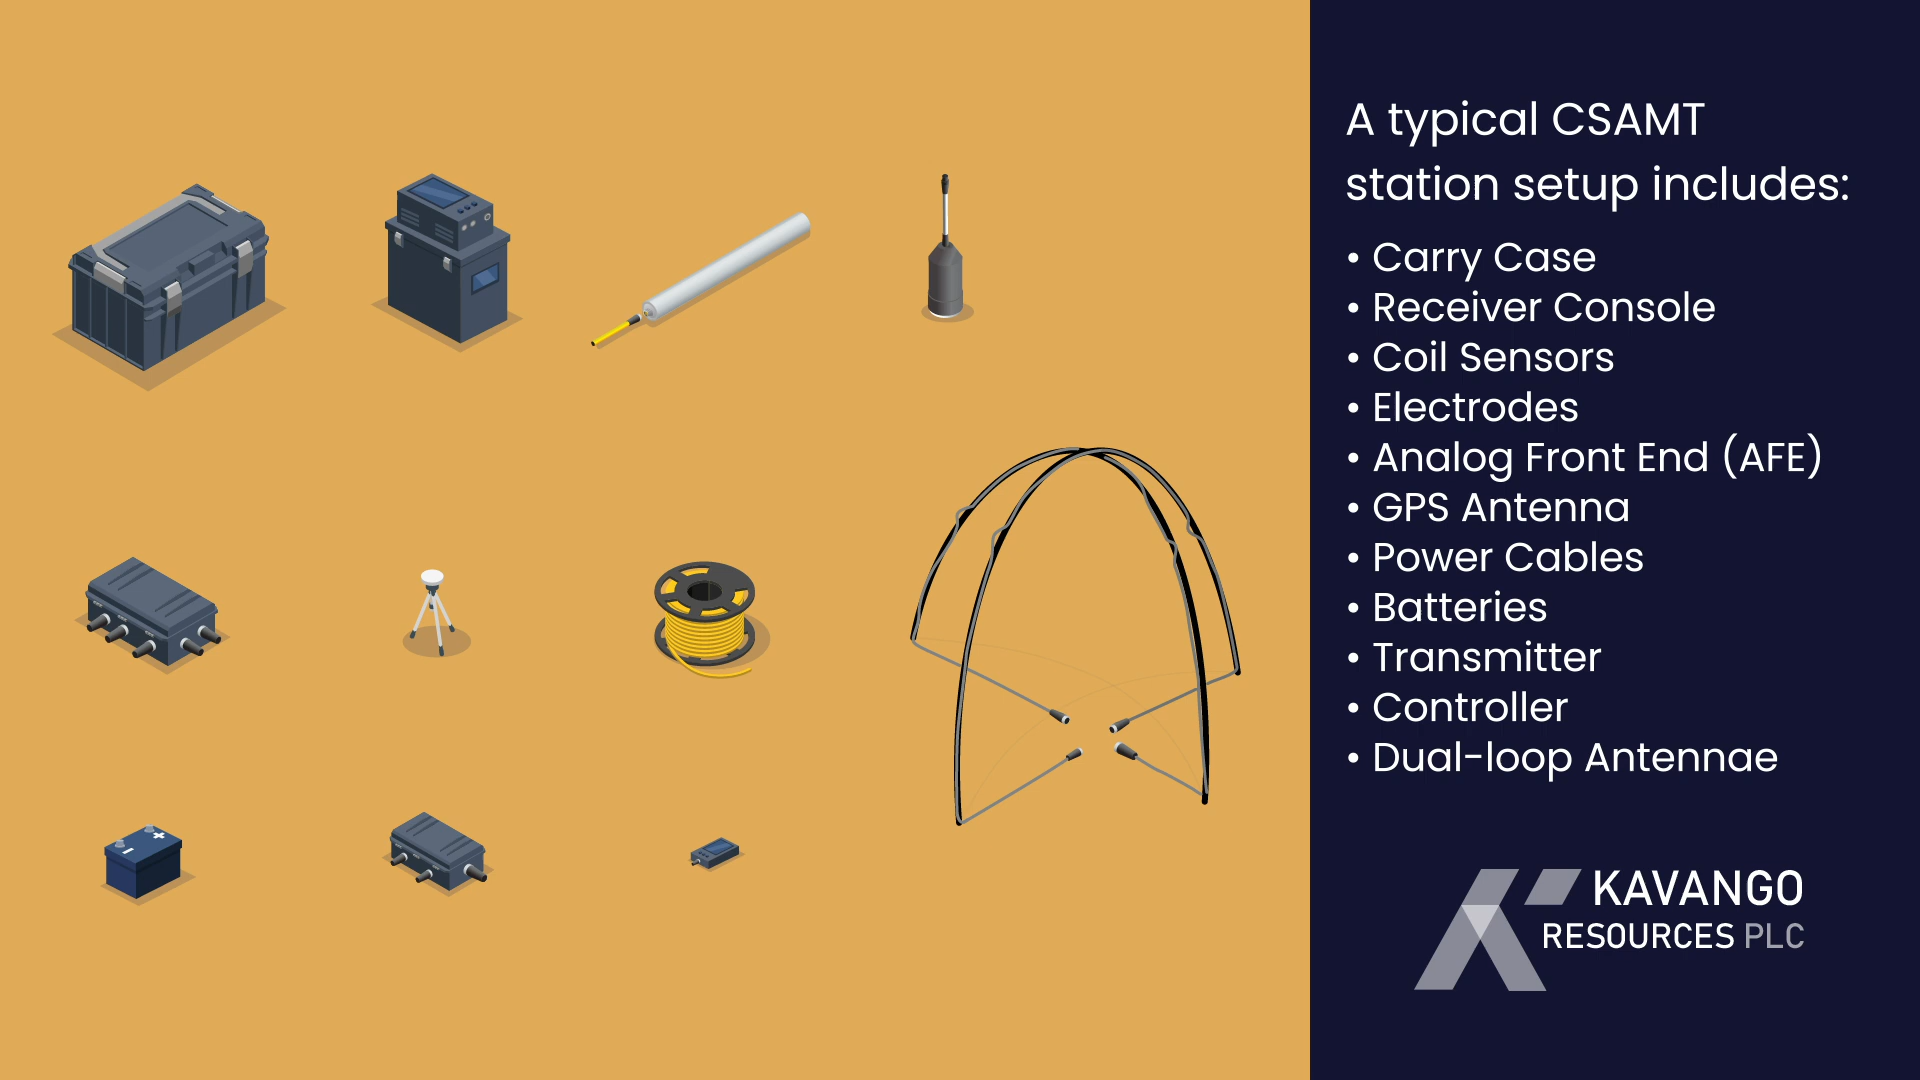 A typical CSAMT
station setup includes:
• Carry Case
• Receiver Console
• Coil Sensors
• Electrodes
• Analog Front End (AFE)
• GPS Antenna
• Power Cables
• Batteries
• Transmitter
• Controller
• Dual-loop Antennae
KAVANGO
RESOURCES PLC